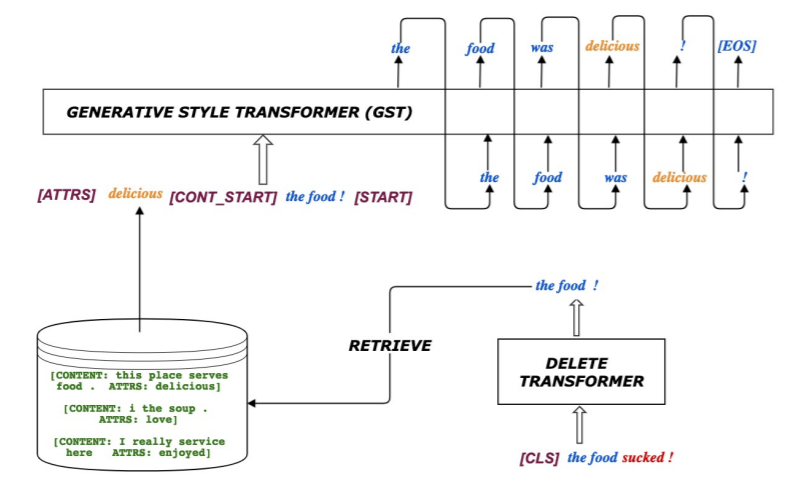 the food was delicious ! [EOS]
GENERATIVE STYLE TRANSFORMER (GST)
[ATTRS] delicious [CONT_START] the food ! [START]
the food was delicious !
the food !
RETRIEVE
DELETE
TRANSFORMER
[CONTENT: this place serves
food . ATTRS: delicious]
[CONTENT: i the soup .
ATTRS: love]
[CONTENT: I really service
here ATTRS: enjoyed]
[CLS] the food sucked !